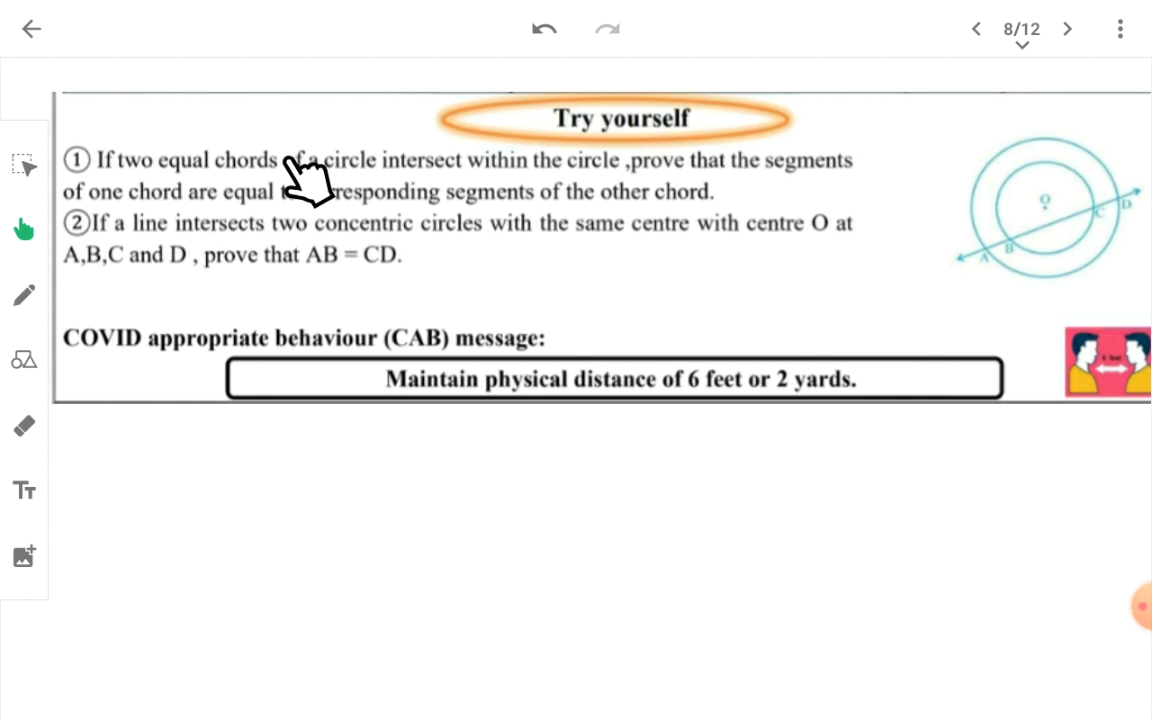 8/12
Try yourself
① If two equal chords circle intersect within the circle ,prove that the segments
of one chord are equal responding segments of the other chord.
②If a line intersects two concentric circles with the same centre with centre O at
A,B,C and D , prove that AB = CD.
O
D
C
B
A
COVID appropriate behaviour (CAB) message:
Maintain physical distance of 6 feet or 2 yards.
TT